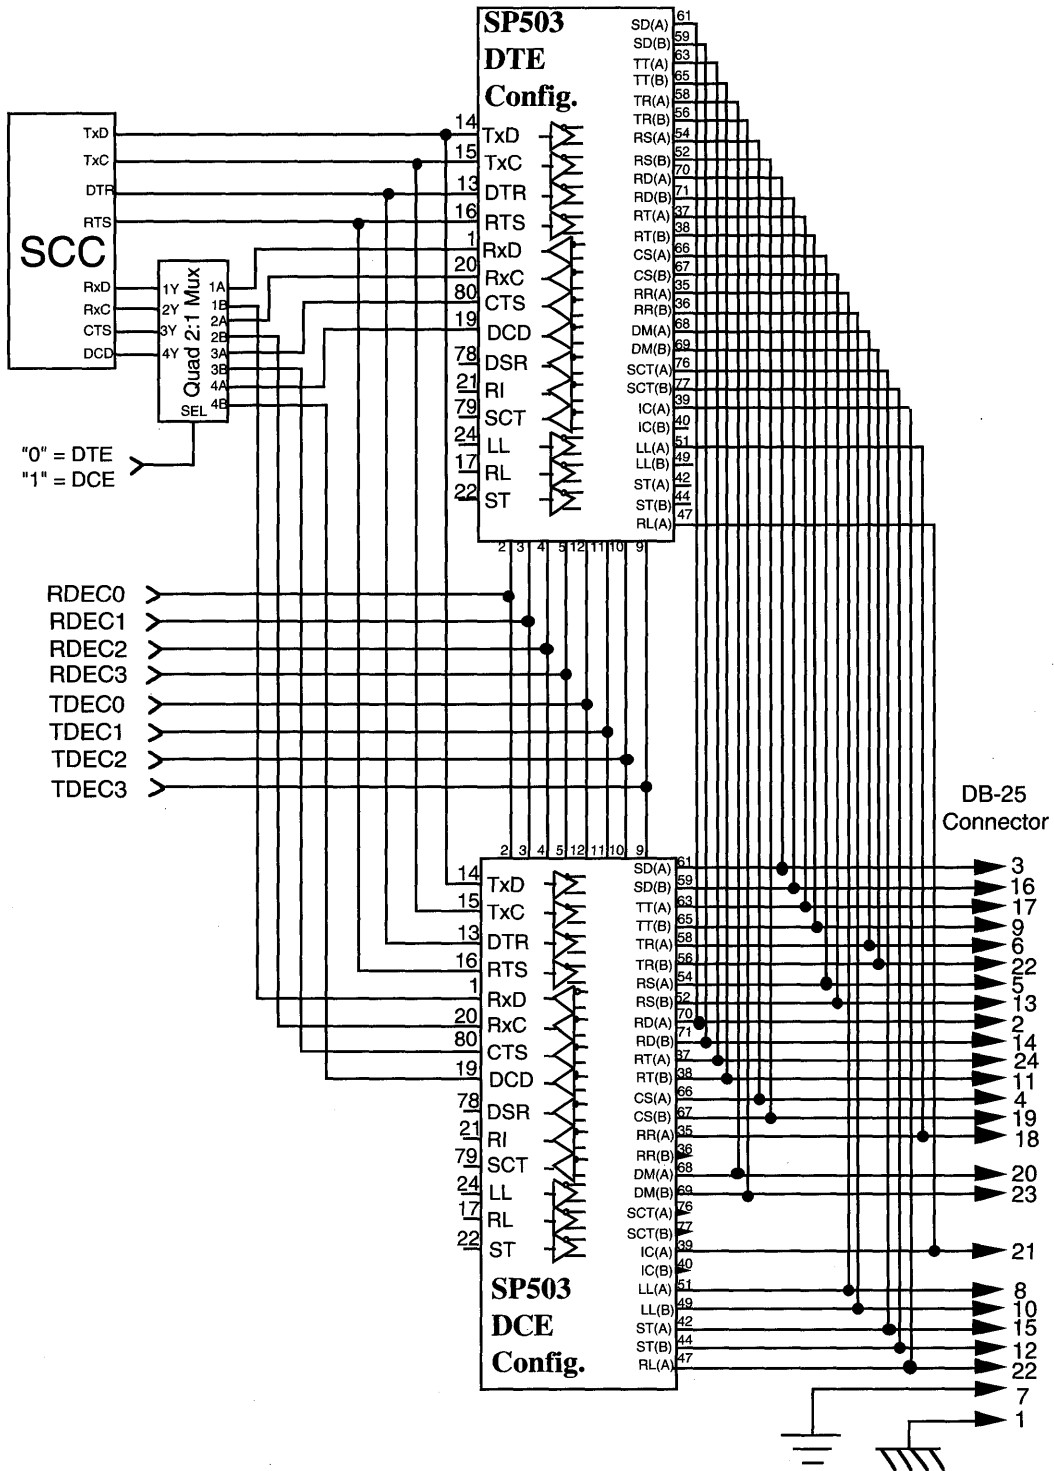 SP503
DTE
Config.
SD(A) 61
SD(B) 59
TT(A) 63
TT(B) 65
TR(A) 58
TR(B) 56
RS(A) 54
RS(B) 52
RD(A) 70
RD(B) 71
RT(A) 37
RT(B) 38
CS(A) 66
CS(B) 67
RR(A) 35
RR(B) 36
DM(A) 68
DM(B) 69
SCT(A) 76
SCT(B) 77
IC(A) 39
IC(B) 40
LL(A) 51
LL(B) 49
ST(A) 42
ST(B) 44
RL(A) 47
14 TxD
15 TxC
13 DTR
16 RTS
1 RxD
20 RxC
80 CTS
19 DCD
78 DSR
21 RI
79 SCT
24 LL
17 RL
22 ST
2 3 4 5 12 11 10 9
TxD
TxC
DTR
RTS
SCC
RxD
RxC
CTS
DCD
Quad 2:1 Mux
1Y
2Y
3Y
4Y
1A
1B
2A
2B
3A
3B
4A
4B
SEL
"0" = DTE
"1" = DCE
RDEC0
RDEC1
RDEC2
RDEC3
TDEC0
TDEC1
TDEC2
TDEC3
DB-25
Connector
2 3 4 5 12 11 10 9
14 TxD
15 TxC
13 DTR
16 RTS
1 RxD
20 RxC
80 CTS
19 DCD
78 DSR
21 RI
79 SCT
24 LL
17 RL
22 ST
SD(A) 61 3
SD(B) 59 16
TT(A) 63 17
TT(B) 65 9
TR(A) 58 6
TR(B) 56 22
RS(A) 54 5
RS(B) 52 13
RD(A) 70 2
RD(B) 71 14
RT(A) 37 24
RT(B) 38 11
CS(A) 66 4
CS(B) 67 19
RR(A) 35 18
RR(B) 36
DM(A) 68 20
DM(B) 69 23
SCT(A) 76
SCT(B) 77
IC(A) 39 21
IC(B) 40
LL(A) 51 8
LL(B) 49 10
ST(A) 42 15
ST(B) 44 12
RL(A) 47 22
7
1
SP503
DCE
Config.